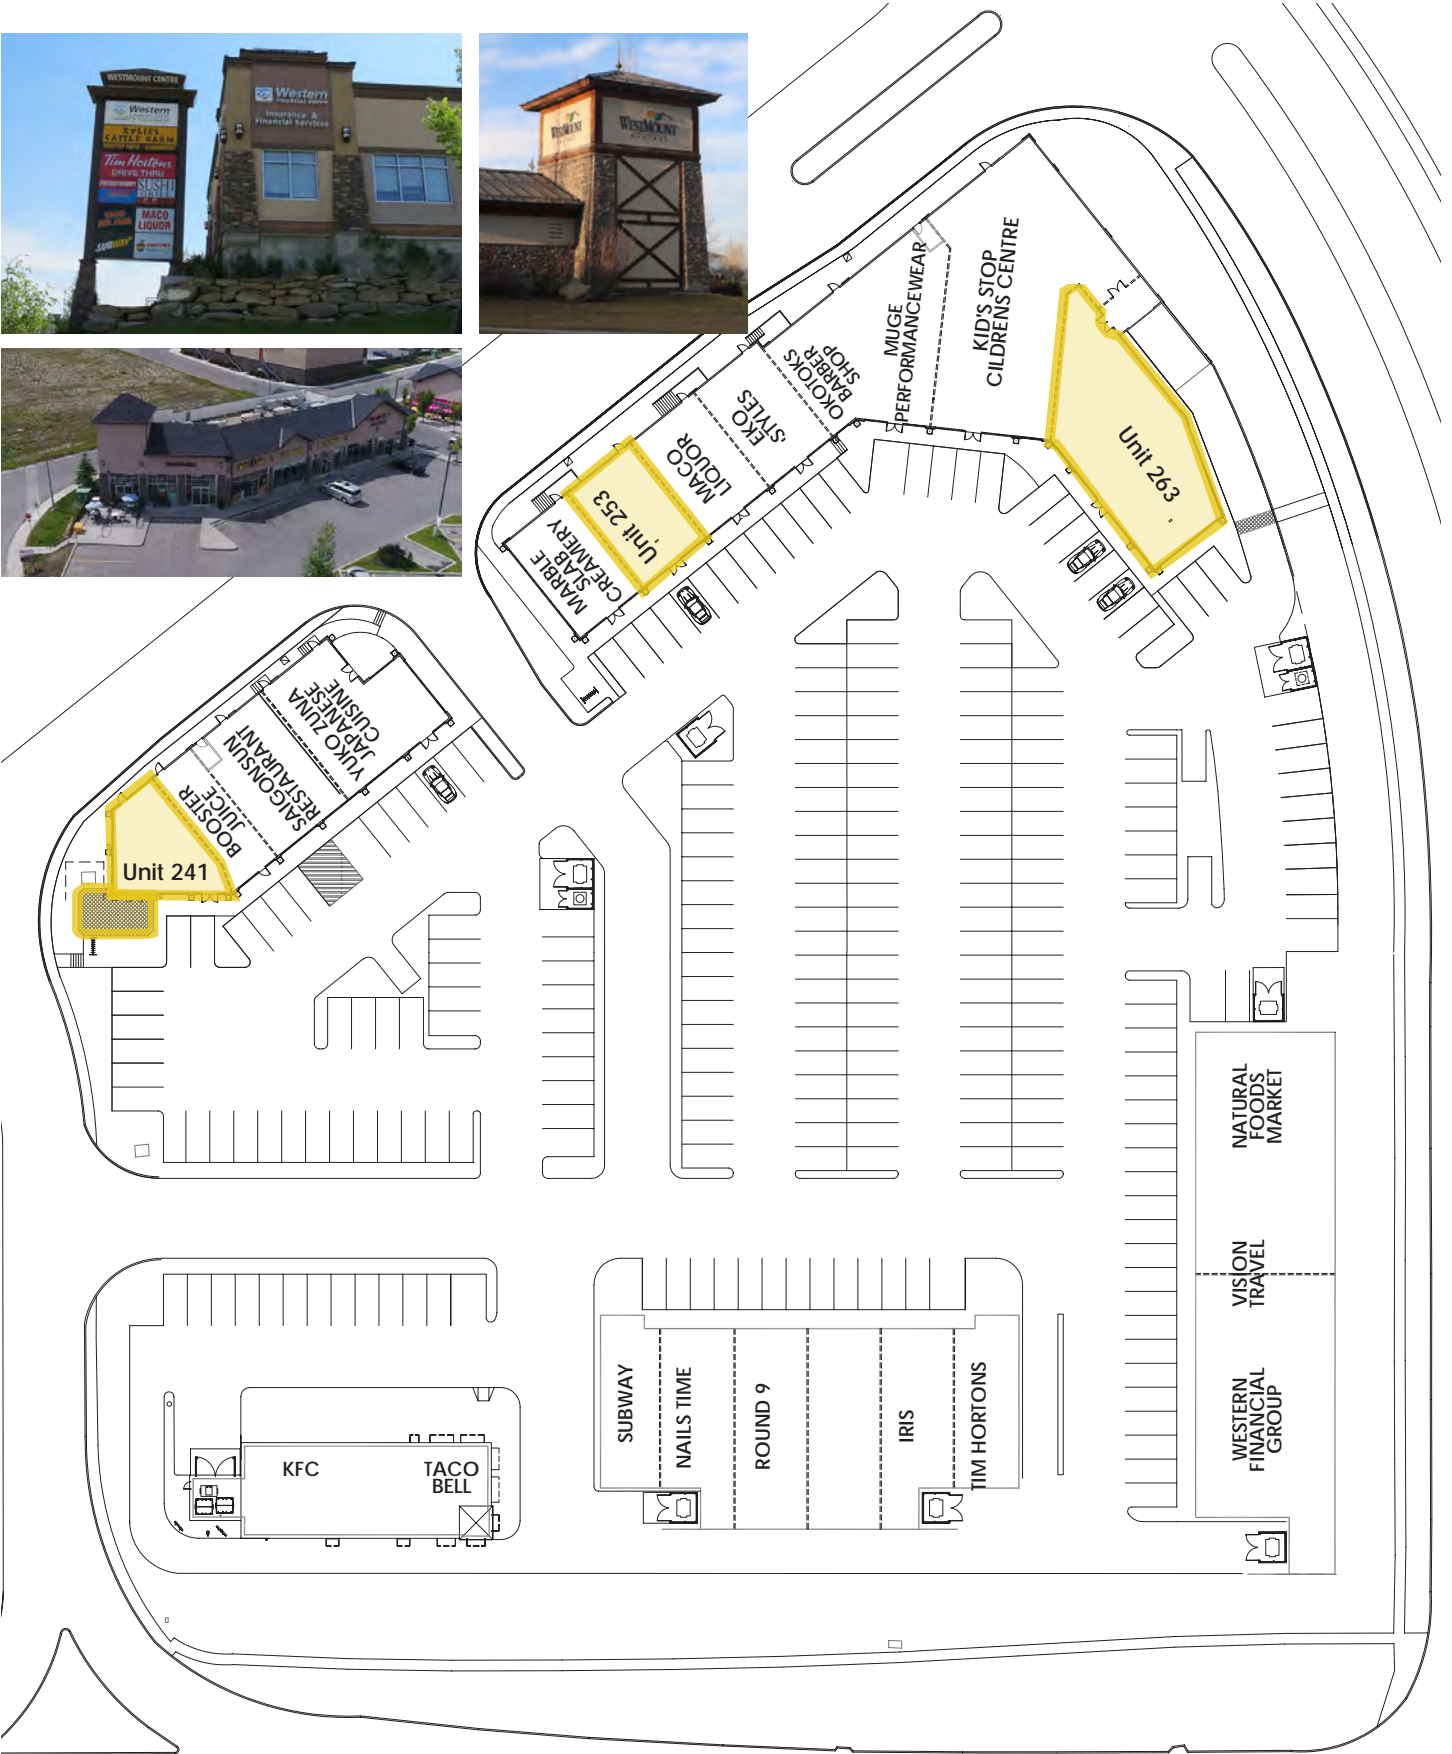 WESTMOUNT CENTRE
Western
Tim Hortons
DRIVE THRU
SUSHI
GRILL
MACO
LIQUOR
SUBWAY
Western
FINANCIAL GROUP
Insurance &
Financial Services
WESTMOUNT
WESTMOUNT
MUGE
PERFORMANCEWEAR
KID'S STOP
CILDRENS CENTRE
OKOTOKS
BARBER
SHOP
EKO
'STYLES
MACO
LIQUOR
Unit 253
MARBLE
SLAB
CREAMERY
Unit 263
YUKO ZUNA
JAPANESE
CUISINE
SAIGONSUN
RESTAURANT
BOOSTER
JUICE
Unit 241
NATURAL
FOODS
MARKET
VISION
TRAVEL
WESTERN
FINANCIAL
GROUP
SUBWAY
NAILS TIME
ROUND 9
IRIS
TIM HORTONS
KFC
TACO
BELL